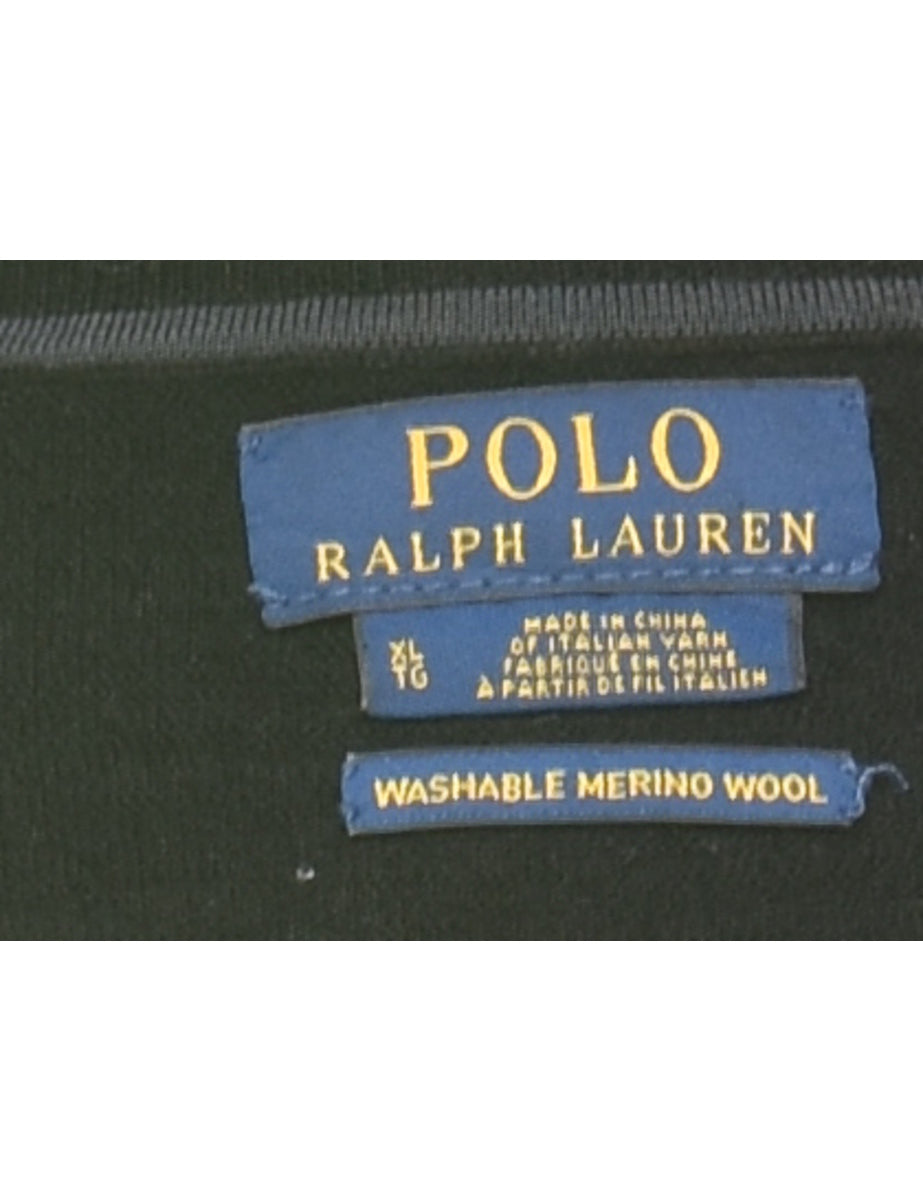 POLO
RALPH LAUREN
XL
TG
MADE IN CHINA
OF ITALIAN YARN
FABRIQUÉ EN CHINE
À PARTIR DE FIL ITALIEN
WASHABLE MERINO WOOL